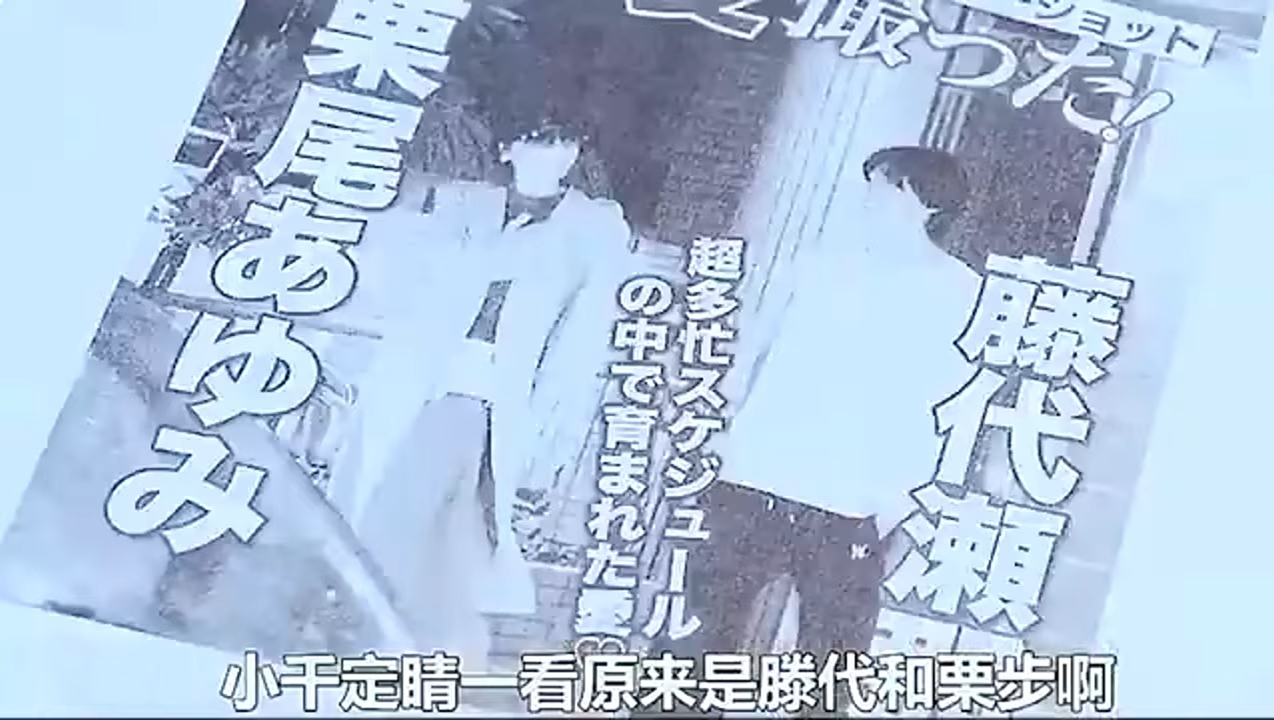 ショット
撮った!
藤代瀬
超多忙スケジュール
の中で育まれた愛
栗尾あゆみ
小千定睛一看原来是滕代和栗步啊